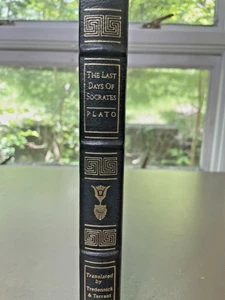 THE LAST
DAYS OF
SOCRATES
PLATO
Translated
by
Tredennick
& Tarrant